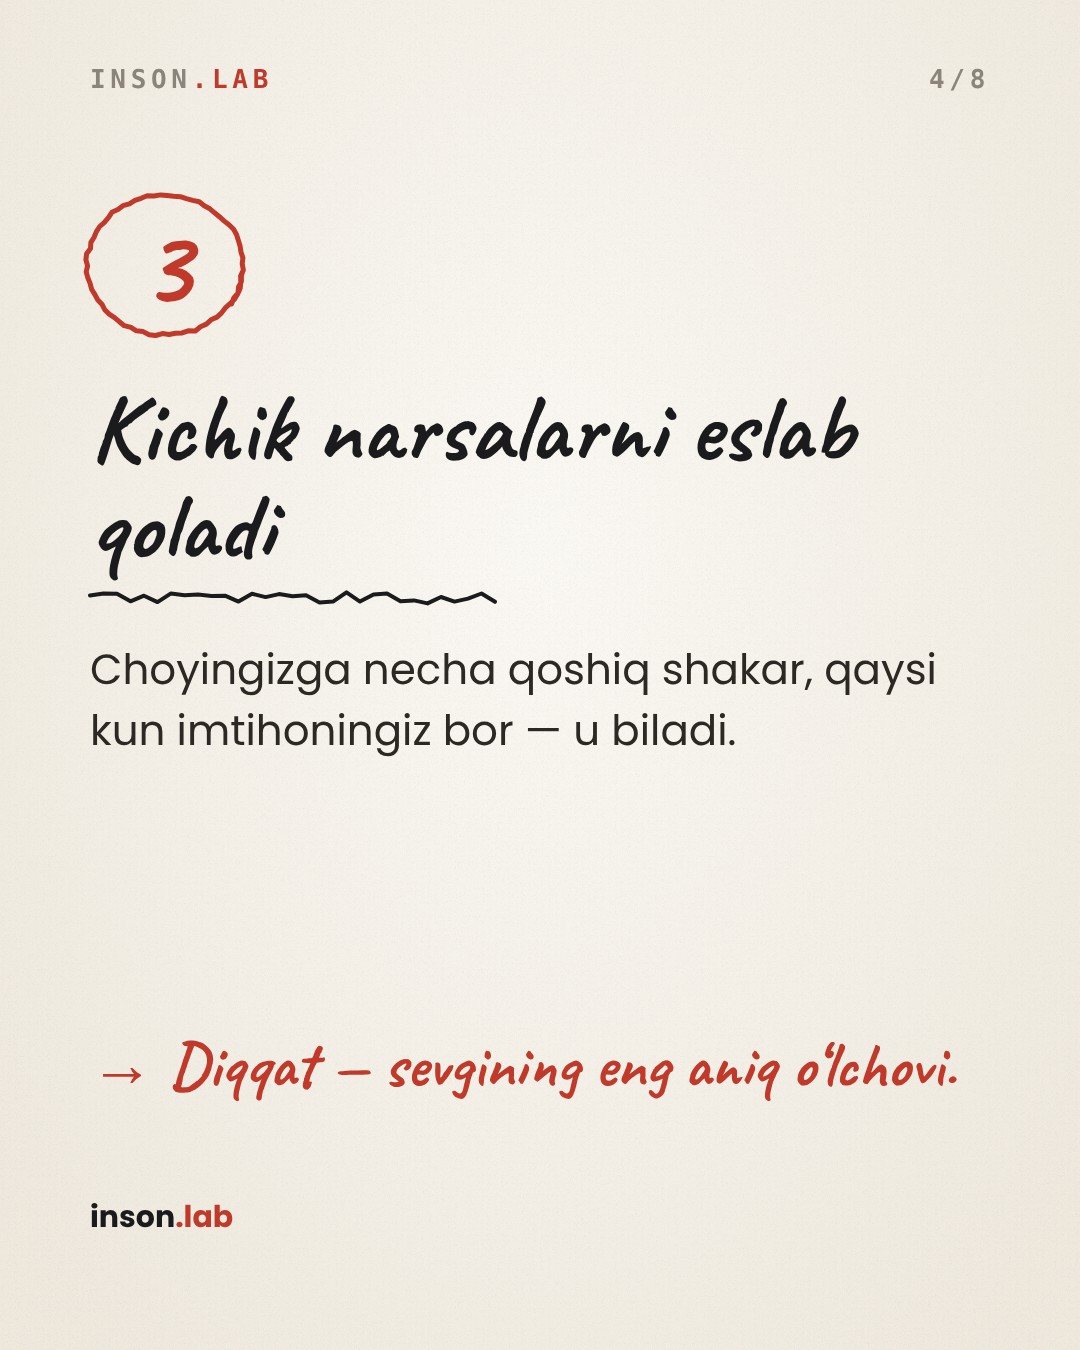 INSON.LAB
4/8
3
Kichik narsalarni eslab
qoladi
Choyingizga necha qoshiq shakar, qaysi
kun imtihoningiz bor — u biladi.
→ Diqqat — sevgining eng aniq oʻlchovi.
inson.lab